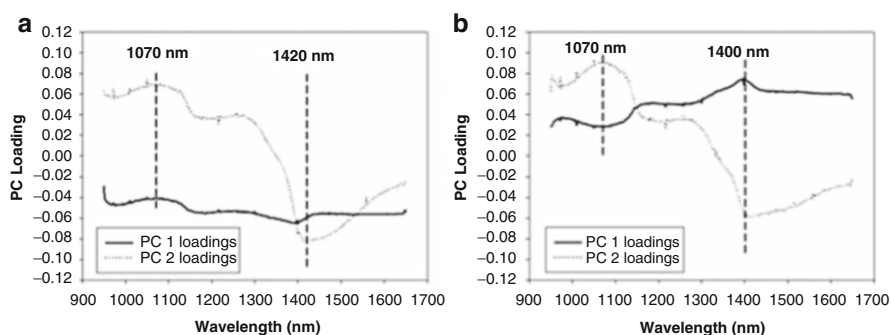 a
1070 nm
1420 nm
PC Loading
0.12
0.10
0.08
0.06
0.04
0.02
0.00
−0.02
−0.04
−0.06
−0.08
−0.10
−0.12
PC 1 loadings
PC 2 loadings
900 1000 1100 1200 1300 1400 1500 1600 1700
Wavelength (nm)
b
1070 nm
1400 nm
PC Loading
0.12
0.10
0.08
0.06
0.04
0.02
0.00
−0.02
−0.04
−0.06
−0.08
−0.10
−0.12
PC 1 loadings
PC 2 loadings
900 1000 1100 1200 1300 1400 1500 1600 1700
Wavelength (nm)